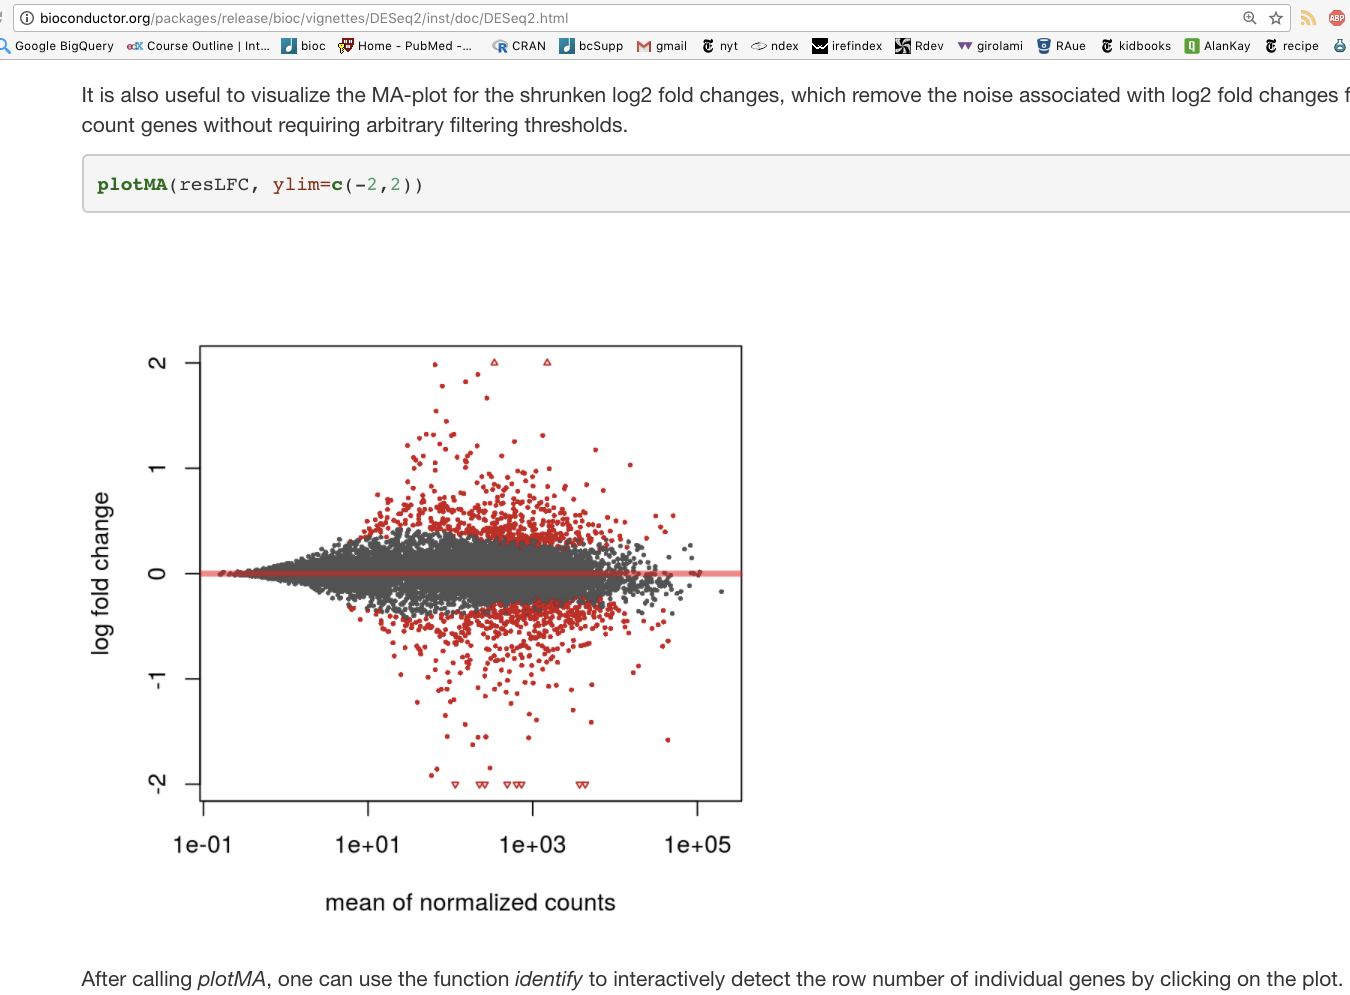 bioconductor.org/packages/release/bioc/vignettes/DESeq2/inst/doc/DESeq2.html
ABP
Google BigQuery edX Course Outline | Int... bioc Home - PubMed -... CRAN bcSupp gmail nyt ndex irefindex Rdev girolami RAue kidbooks AlanKay recipe
It is also useful to visualize the MA-plot for the shrunken log2 fold changes, which remove the noise associated with log2 fold changes f
count genes without requiring arbitrary filtering thresholds.
plotMA(resLFC, ylim=c(-2,2))
2
1
0
-1
-2
log fold change
1e-01 1e+01 1e+03 1e+05
mean of normalized counts
After calling plotMA, one can use the function identify to interactively detect the row number of individual genes by clicking on the plot.